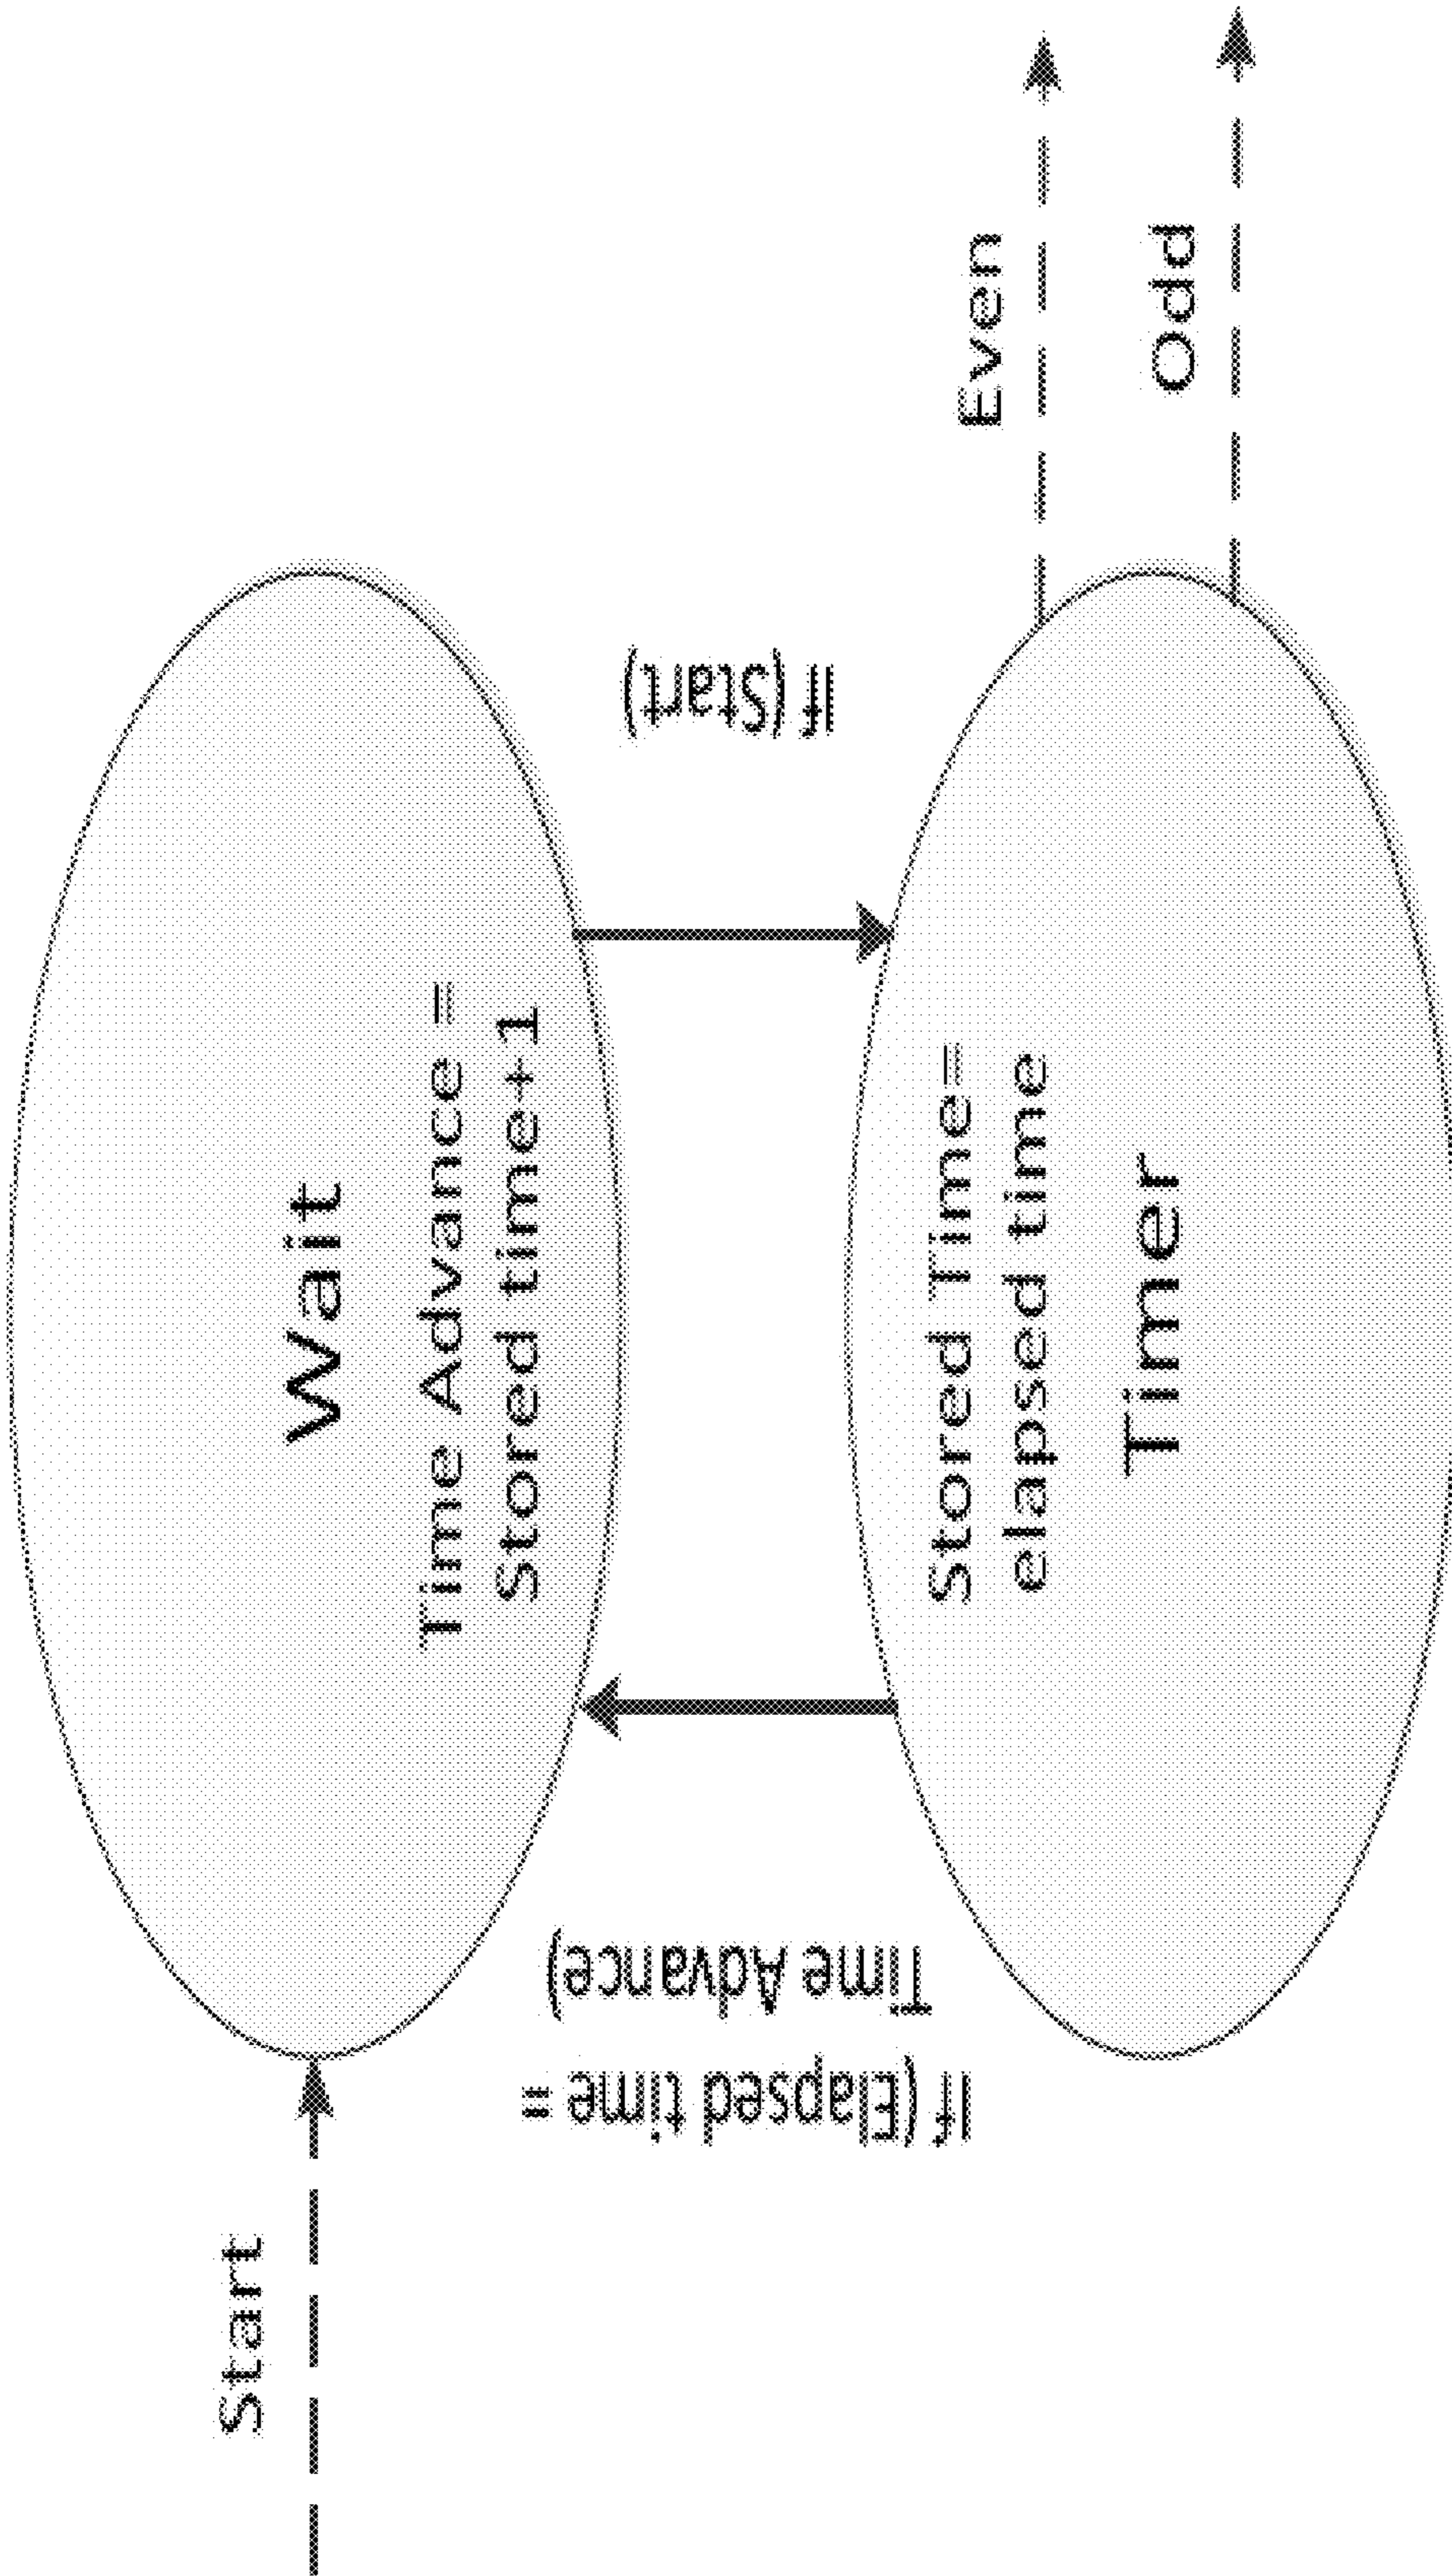 Start
Wait
Time Advance =
Stored time+1
If (Elapsed time =
Time Advance)
If (Start)
Stored Time=
elapsed time
Timer
Even
Odd